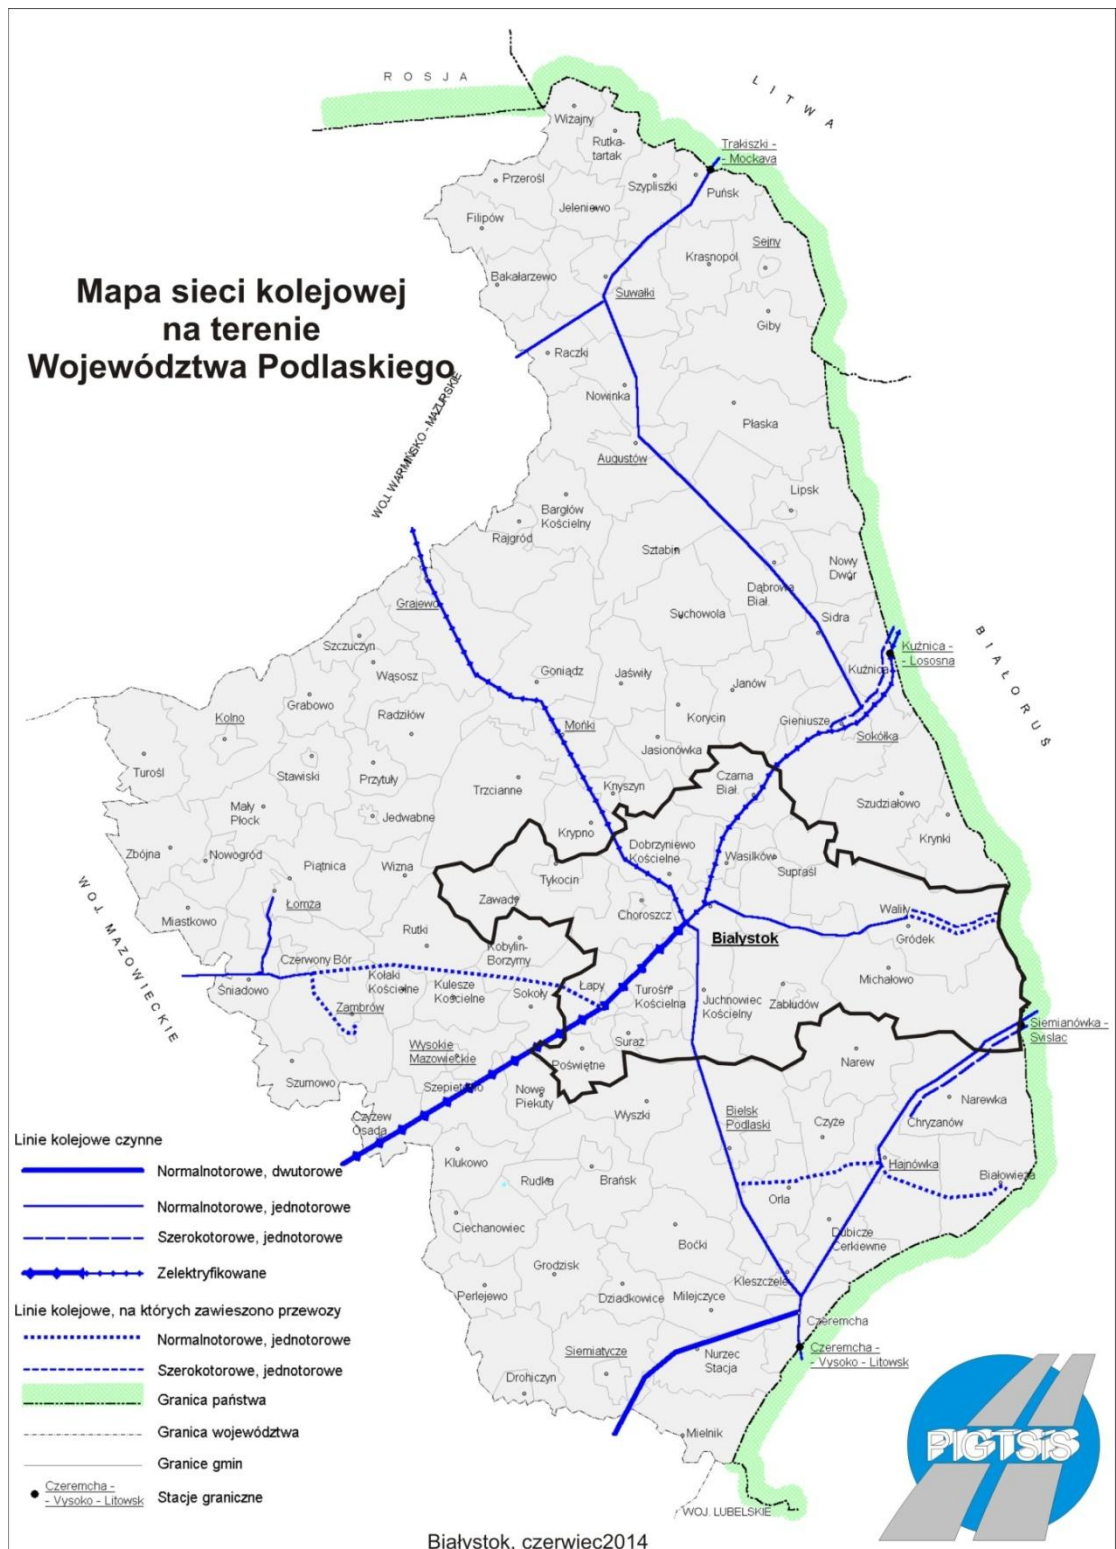 ROSJA
LITWA
Wiżajny
Rutka-
tartak
Trakiszki -
- Mockava
Przerośl
Szypliszki
Puńsk
Jeleniewo
Filipów
Sejny
Krasnopol
Bakałarzewo
Suwałki
Mapa sieci kolejowej
na terenie
Województwa Podlaskiego
Giby
Raczki
WOJ. WARMIŃSKO - MAZURSKIE
Nowinka
Płaska
Augustów
Lipsk
Bargłów
Kościelny
Rajgród
Sztabin
Nowy
Dwór
Dąbrowa
Biał.
Grajewo
Suchowola
Sidra
BIAŁORUŚ
Szczuczyn
Kuźnica -
- Lososna
Kuźnica
Wąsosz
Goniądz
Jaświły
Janów
Grabowo
Radziłów
Korycin
Kolno
Mońki
Gieniusze
Sokółka
Jasionówka
Stawiski
Turośl
Przytuły
Trzcianne
Knyszyn
Czarna
Biał.
Szudziałowo
Mały
Płock
Jedwabne
Krypno
Krynki
Zbójna
Nowogród
Piątnica
Wizna
Dobrzyniewo
Kościelne
Wasilków
Supraśl
Tykocin
WOJ. MAZOWIECKIE
Łomża
Zawady
Choroszcz
Waliły
Miastkowo
Rutki
Białystok
Gródek
Kobylin-
Borzymy
Czerwony Bór
Kołaki
Kościelne
Kulesze
Kościelne
Michałowo
Śniadowo
Sokoły
Łapy
Turośń
Kościelna
Juchnowiec
Kościelny
Zabłudów
Zambrów
Siemianówka -
Svislac
Wysokie
Mazowieckie
Suraż
Poświętne
Narew
Szumowo
Szepietowo
Nowe
Piekuty
Wyszki
Narewka
Czyżew
Osada
Bielsk
Podlaski
Chryzanów
Czyże
Linie kolejowe czynne
Normalnotorowe, dwutorowe
Klukowo
Hajnówka
Rudka
Brańsk
Białowieża
Normalnotorowe, jednotorowe
Orla
Ciechanowiec
Szerokotorowe, jednotorowe
Boćki
Dubicze
Cerkiewne
Zelektryfikowane
Grodzisk
Kleszczele
Perlejewo
Dziadkowice
Milejczyce
Linie kolejowe, na których zawieszono przewozy
Czeremcha
Normalnotorowe, jednotorowe
Siemiatycze
Nurzec
Stacja
Czeremcha -
- Vysoko - Litowsk
Szerokotorowe, jednotorowe
Drohiczyn
Granica państwa
Granica województwa
Mielnik
Granice gmin
PIGTSIS
Czeremcha -
- Vysoko - Litowsk
Stacje graniczne
WOJ. LUBELSKIE
Białystok, czerwiec2014